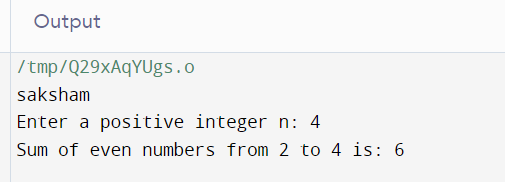 Output
/tmp/Q29xAqYUgs.o
saksham
Enter a positive integer n: 4
Sum of even numbers from 2 to 4 is: 6